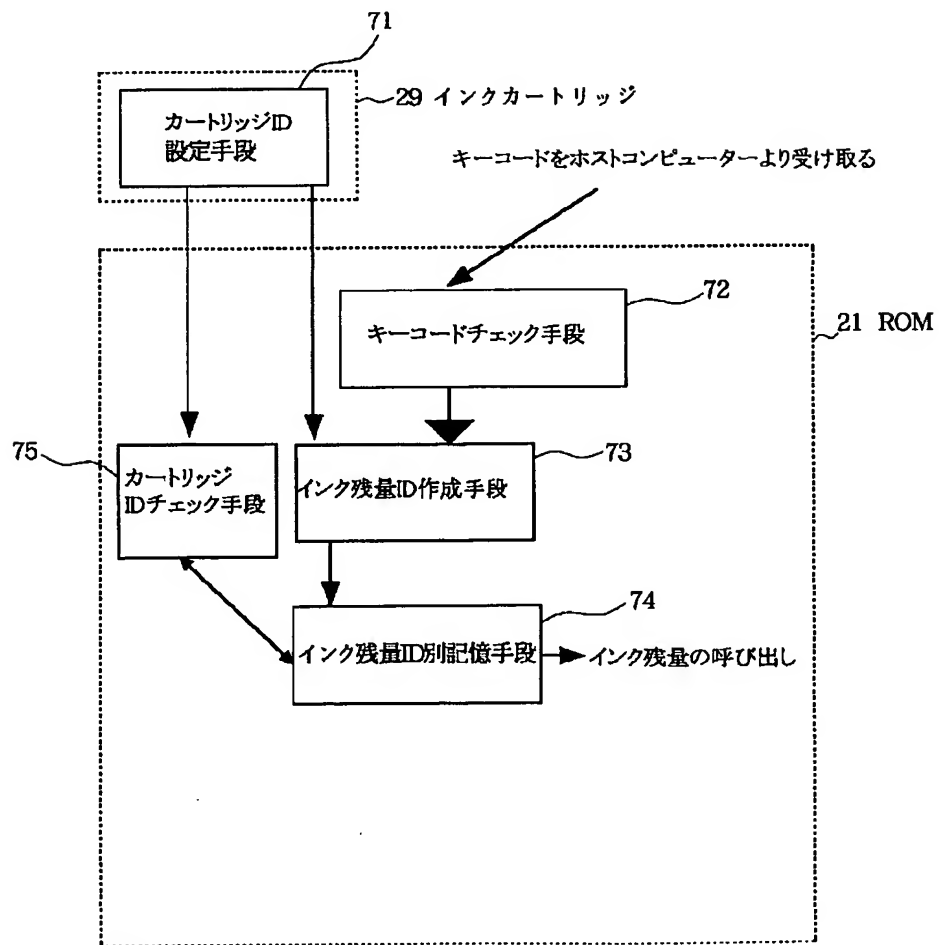 71
29 インクカートリッジ
カートリッジID
設定手段
キーコードをホストコンピューターより受け取る
72
キーコードチェック手段
21 ROM
75
カートリッジ
IDチェック手段
73
インク残量ID作成手段
74
インク残量ID別記憶手段
インク残量の呼び出し